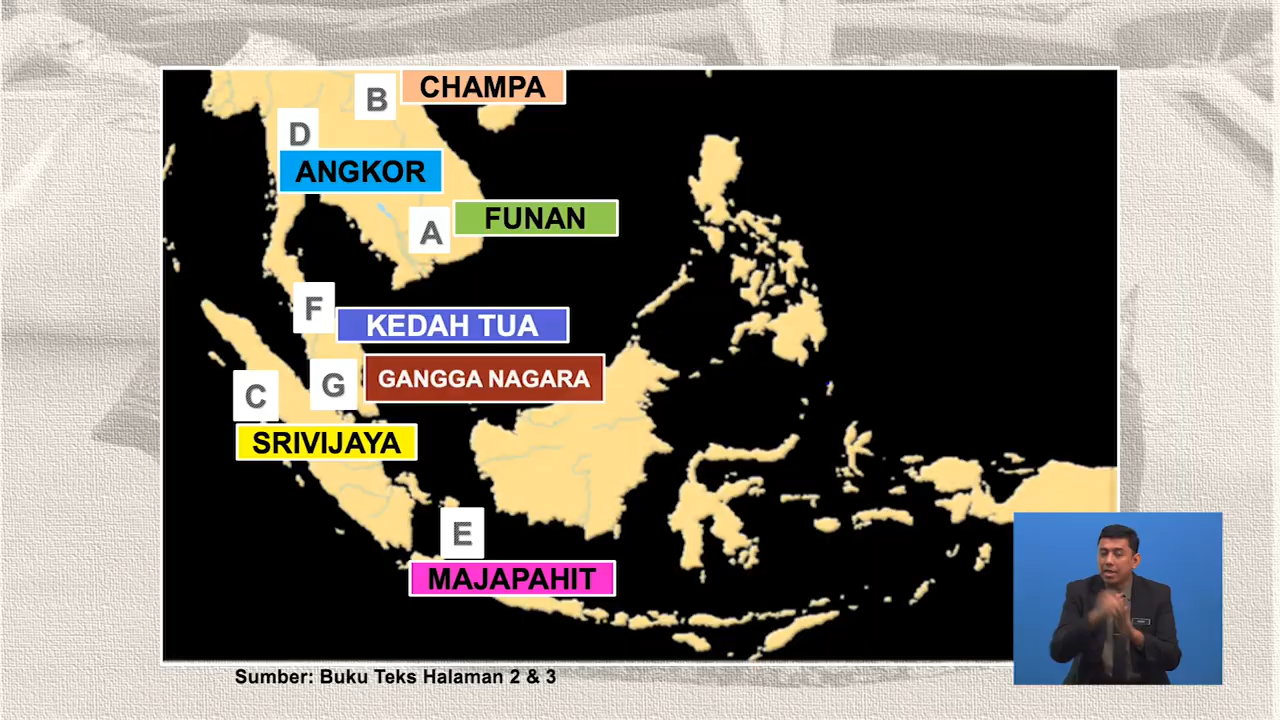 B
CHAMPA
D
ANGKOR
A
FUNAN
F
KEDAH TUA
G
GANGGA NAGARA
C
SRIVIJAYA
E
MAJAPAHIT
Sumber: Buku Teks Halaman 2 & 3